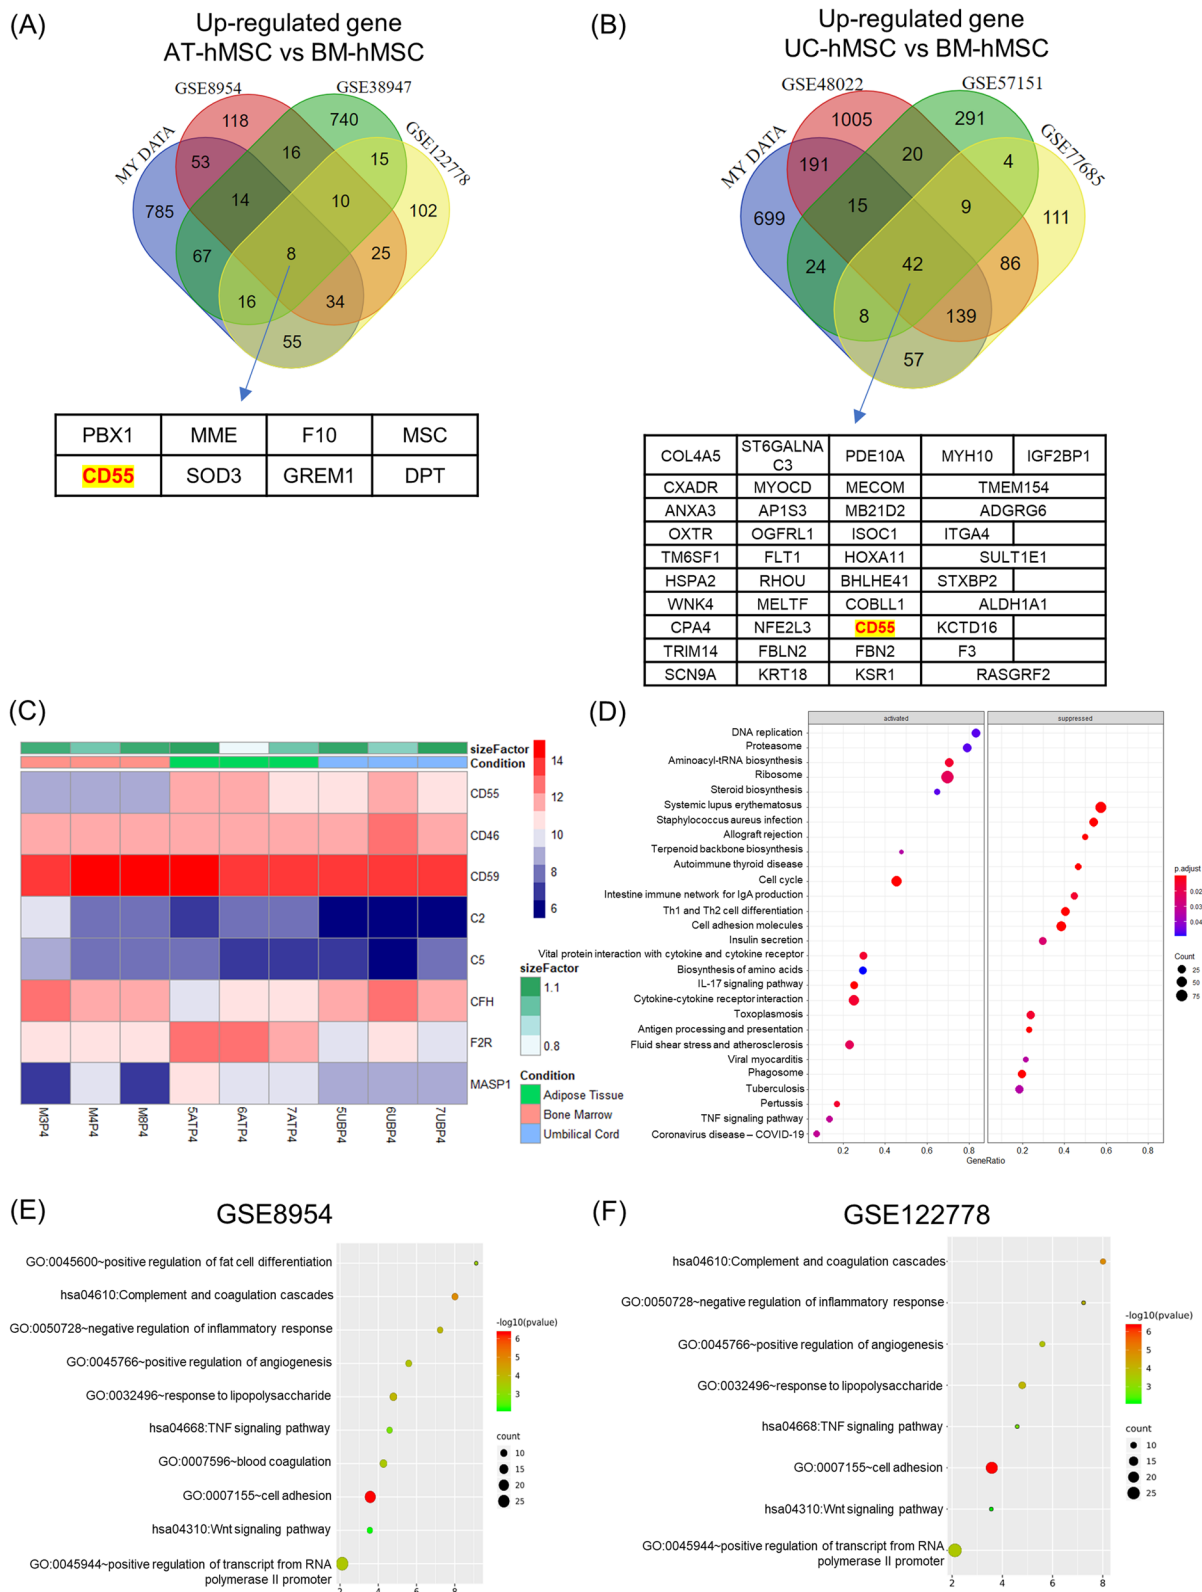 (A)
Up-regulated gene
AT-hMSC vs BM-hMSC
GSE8954
GSE38947
MY DATA
GSE122778
118
740
53
16
15
785
14
10
102
67
8
25
16
34
55
PBX1 MME F10 MSC
CD55 SOD3 GREM1 DPT
(B)
Up-regulated gene
UC-hMSC vs BM-hMSC
GSE48022
GSE57151
MY DATA
GSE77685
1005
291
191
20
4
699
15
9
111
24
42
86
8
139
57
COL4A5 ST6GALNA
C3 PDE10A MYH10 IGF2BP1
CXADR MYOCD MECOM TMEM154
ANXA3 AP1S3 MB21D2 ADGRG6
OXTR OGFRL1 ISOC1 ITGA4
TM6SF1 FLT1 HOXA11 SULT1E1
HSPA2 RHOU BHLHE41 STXBP2
WNK4 MELTF COBLL1 ALDH1A1
CPA4 NFE2L3 CD55 KCTD16
TRIM14 FBLN2 FBN2 F3
SCN9A KRT18 KSR1 RASGRF2
(C)
sizeFactor
Condition
CD55
CD46
CD59
C2
C5
CFH
F2R
MASP1
M3P4 M4P4 M8P4 5ATP4 6ATP4 7ATP4 5UBP4 6UBP4 7UBP4
14
12
10
8
6
sizeFactor
1.1
0.8
Condition
Adipose Tissue
Bone Marrow
Umbilical Cord
(D)
activated suppressed
DNA replication
Proteasome
Aminoacyl-tRNA biosynthesis
Ribosome
Steroid biosynthesis
Systemic lupus erythematosus
Staphylococcus aureus infection
Allograft rejection
Terpenoid backbone biosynthesis
Autoimmune thyroid disease
Cell cycle
Intestine immune network for IgA production
Th1 and Th2 cell differentiation
Cell adhesion molecules
Insulin secretion
Vital protein interaction with cytokine and cytokine receptor
Biosynthesis of amino acids
IL-17 signaling pathway
Cytokine-cytokine receptor interaction
Toxoplasmosis
Antigen processing and presentation
Fluid shear stress and atherosclerosis
Viral myocarditis
Phagosome
Tuberculosis
Pertussis
TNF signaling pathway
Coronavirus disease – COVID-19
0.2 0.4 0.6 0.8 0.2 0.4 0.6 0.8
GeneRatio
p.adjust
0.02
0.03
0.04
Count
25
50
75
(E)
GSE8954
GO:0045600~positive regulation of fat cell differentiation
hsa04610:Complement and coagulation cascades
GO:0050728~negative regulation of inflammatory response
GO:0045766~positive regulation of angiogenesis
GO:0032496~response to lipopolysaccharide
hsa04668:TNF signaling pathway
GO:0007596~blood coagulation
GO:0007155~cell adhesion
hsa04310:Wnt signaling pathway
GO:0045944~positive regulation of transcript from RNA
polymerase II promoter
2 4 6 8
-log10(pvalue)
6
5
4
3
count
10
15
20
25
(F)
GSE122778
hsa04610:Complement and coagulation cascades
GO:0050728~negative regulation of inflammatory response
GO:0045766~positive regulation of angiogenesis
GO:0032496~response to lipopolysaccharide
hsa04668:TNF signaling pathway
GO:0007155~cell adhesion
hsa04310:Wnt signaling pathway
GO:0045944~positive regulation of transcript from RNA
polymerase II promoter
2 4 6 8
-log10(pvalue)
6
5
4
3
count
10
15
20
25